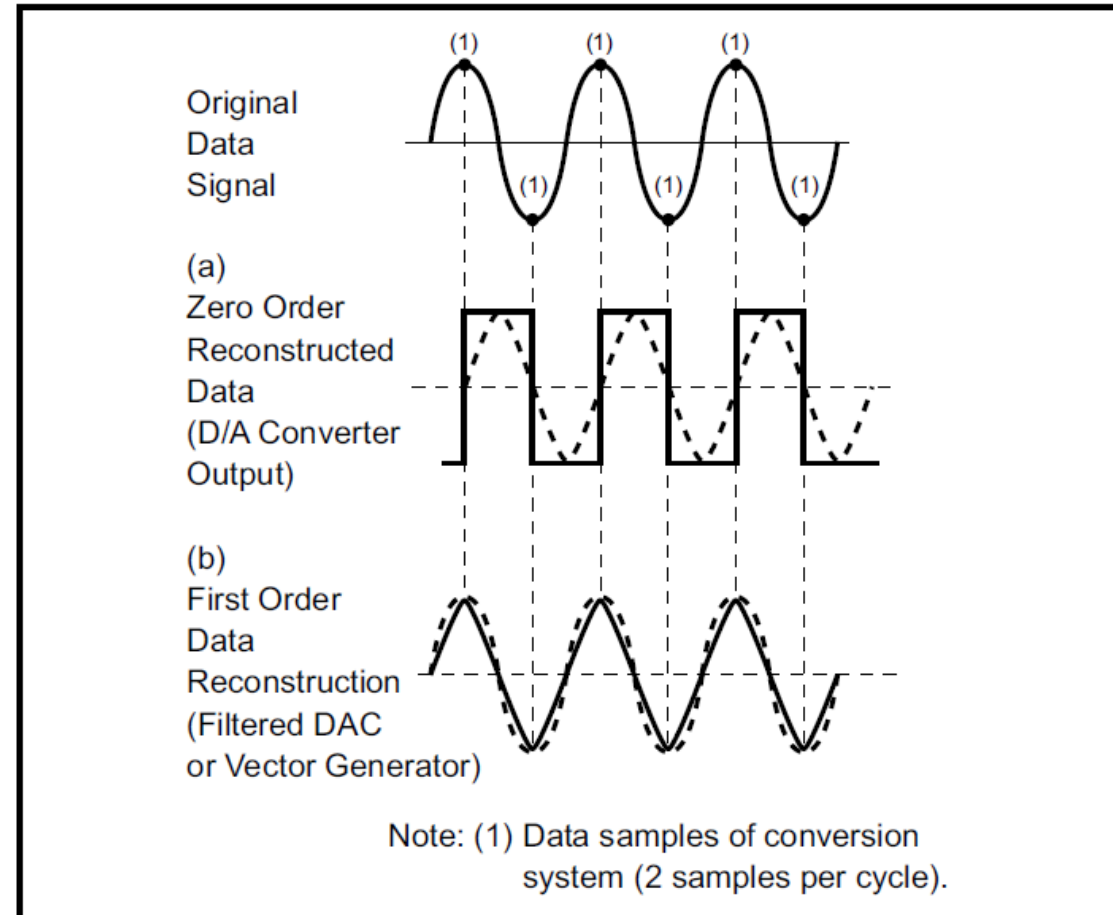 (1) (1) (1)
Original
Data
Signal
(1) (1) (1)
(a)
Zero Order
Reconstructed
Data
(D/A Converter
Output)
(b)
First Order
Data
Reconstruction
(Filtered DAC
or Vector Generator)
Note: (1) Data samples of conversion
system (2 samples per cycle).